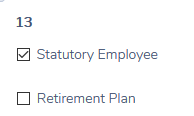 13
Statutory Employee
Retirement Plan